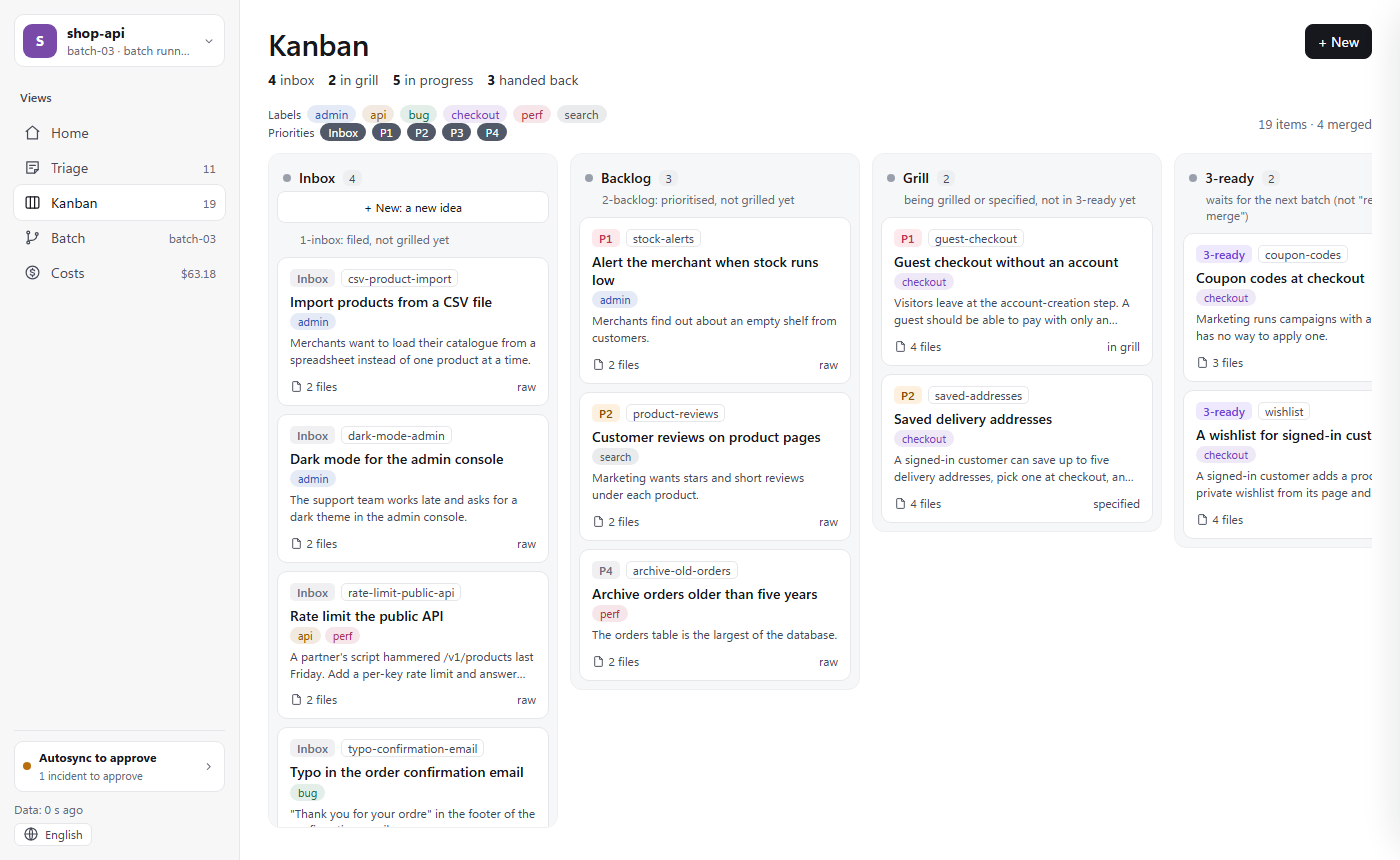 S
shop-api
batch-03 · batch runn...
Views
Home
Triage 11
Kanban 19
Batch batch-03
Costs $63.18
Autosync to approve
1 incident to approve
Data: 0 s ago
English
Kanban
+ New
4 inbox 2 in grill 5 in progress 3 handed back
Labels admin api bug checkout perf search
Priorities Inbox P1 P2 P3 P4
19 items · 4 merged
Inbox 4
+ New: a new idea
1-inbox: filed, not grilled yet
Inbox csv-product-import
Import products from a CSV file
admin
Merchants want to load their catalogue from a
spreadsheet instead of one product at a time.
2 files raw
Inbox dark-mode-admin
Dark mode for the admin console
admin
The support team works late and asks for a
dark theme in the admin console.
2 files raw
Inbox rate-limit-public-api
Rate limit the public API
api perf
A partner's script hammered /v1/products last
Friday. Add a per-key rate limit and answer...
2 files raw
Inbox typo-confirmation-email
Typo in the order confirmation email
bug
"Thank you for your ordre" in the footer of the
Backlog 3
2-backlog: prioritised, not grilled yet
P1 stock-alerts
Alert the merchant when stock runs
low
admin
Merchants find out about an empty shelf from
customers.
2 files raw
P2 product-reviews
Customer reviews on product pages
search
Marketing wants stars and short reviews
under each product.
2 files raw
P4 archive-old-orders
Archive orders older than five years
perf
The orders table is the largest of the database.
2 files raw
Grill 2
being grilled or specified, not in 3-ready yet
P1 guest-checkout
Guest checkout without an account
checkout
Visitors leave at the account-creation step. A
guest should be able to pay with only an...
4 files in grill
P2 saved-addresses
Saved delivery addresses
checkout
A signed-in customer can save up to five
delivery addresses, pick one at checkout, an...
4 files specified
3-ready 2
waits for the next batch (not "re
merge")
3-ready coupon-codes
Coupon codes at checkout
checkout
Marketing runs campaigns with a
has no way to apply one.
3 files
3-ready wishlist
A wishlist for signed-in cust
checkout
A signed-in customer adds a proc
private wishlist from its page and
4 files